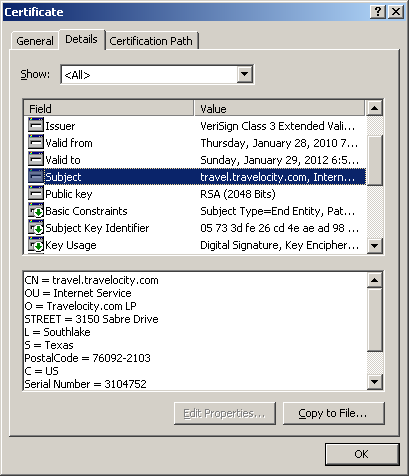 Certificate
General Details Certification Path
Show: <All>
Field Value
Issuer VeriSign Class 3 Extended Vali...
Valid from Thursday, January 28, 2010 7...
Valid to Sunday, January 29, 2012 6:5...
Subject travel.travelocity.com, Intern...
Public key RSA (2048 Bits)
Basic Constraints Subject Type=End Entity, Pat...
Subject Key Identifier 05 73 3d fe 26 cd 4e ae ad 98 ...
Key Usage Digital Signature, Key Encipher...
CN = travel.travelocity.com
OU = Internet Service
O = Travelocity.com LP
STREET = 3150 Sabre Drive
L = Southlake
S = Texas
PostalCode = 76092-2103
C = US
Serial Number = 3104752
Edit Properties... Copy to File...
OK